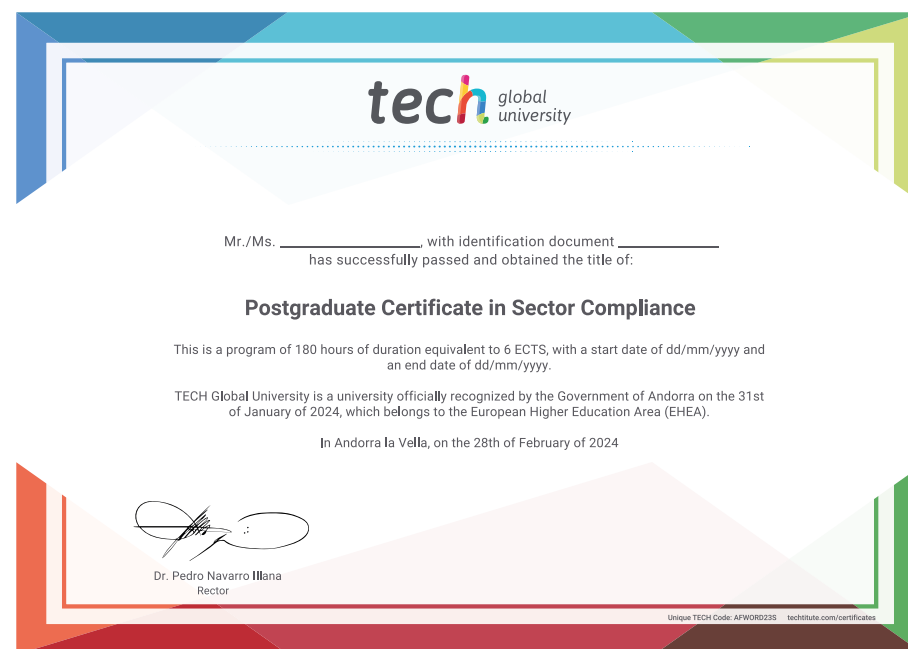 tech global
university
Mr./Ms. ____________________, with identification document ______________
has successfully passed and obtained the title of:
Postgraduate Certificate in Sector Compliance
This is a program of 180 hours of duration equivalent to 6 ECTS, with a start date of dd/mm/yyyy and
an end date of dd/mm/yyyy.
TECH Global University is a university officially recognized by the Government of Andorra on the 31st
of January of 2024, which belongs to the European Higher Education Area (EHEA).
In Andorra la Vella, on the 28th of February of 2024
Dr. Pedro Navarro Illana
Rector
Unique TECH Code: AFWORD23S techtitute.com/certificates